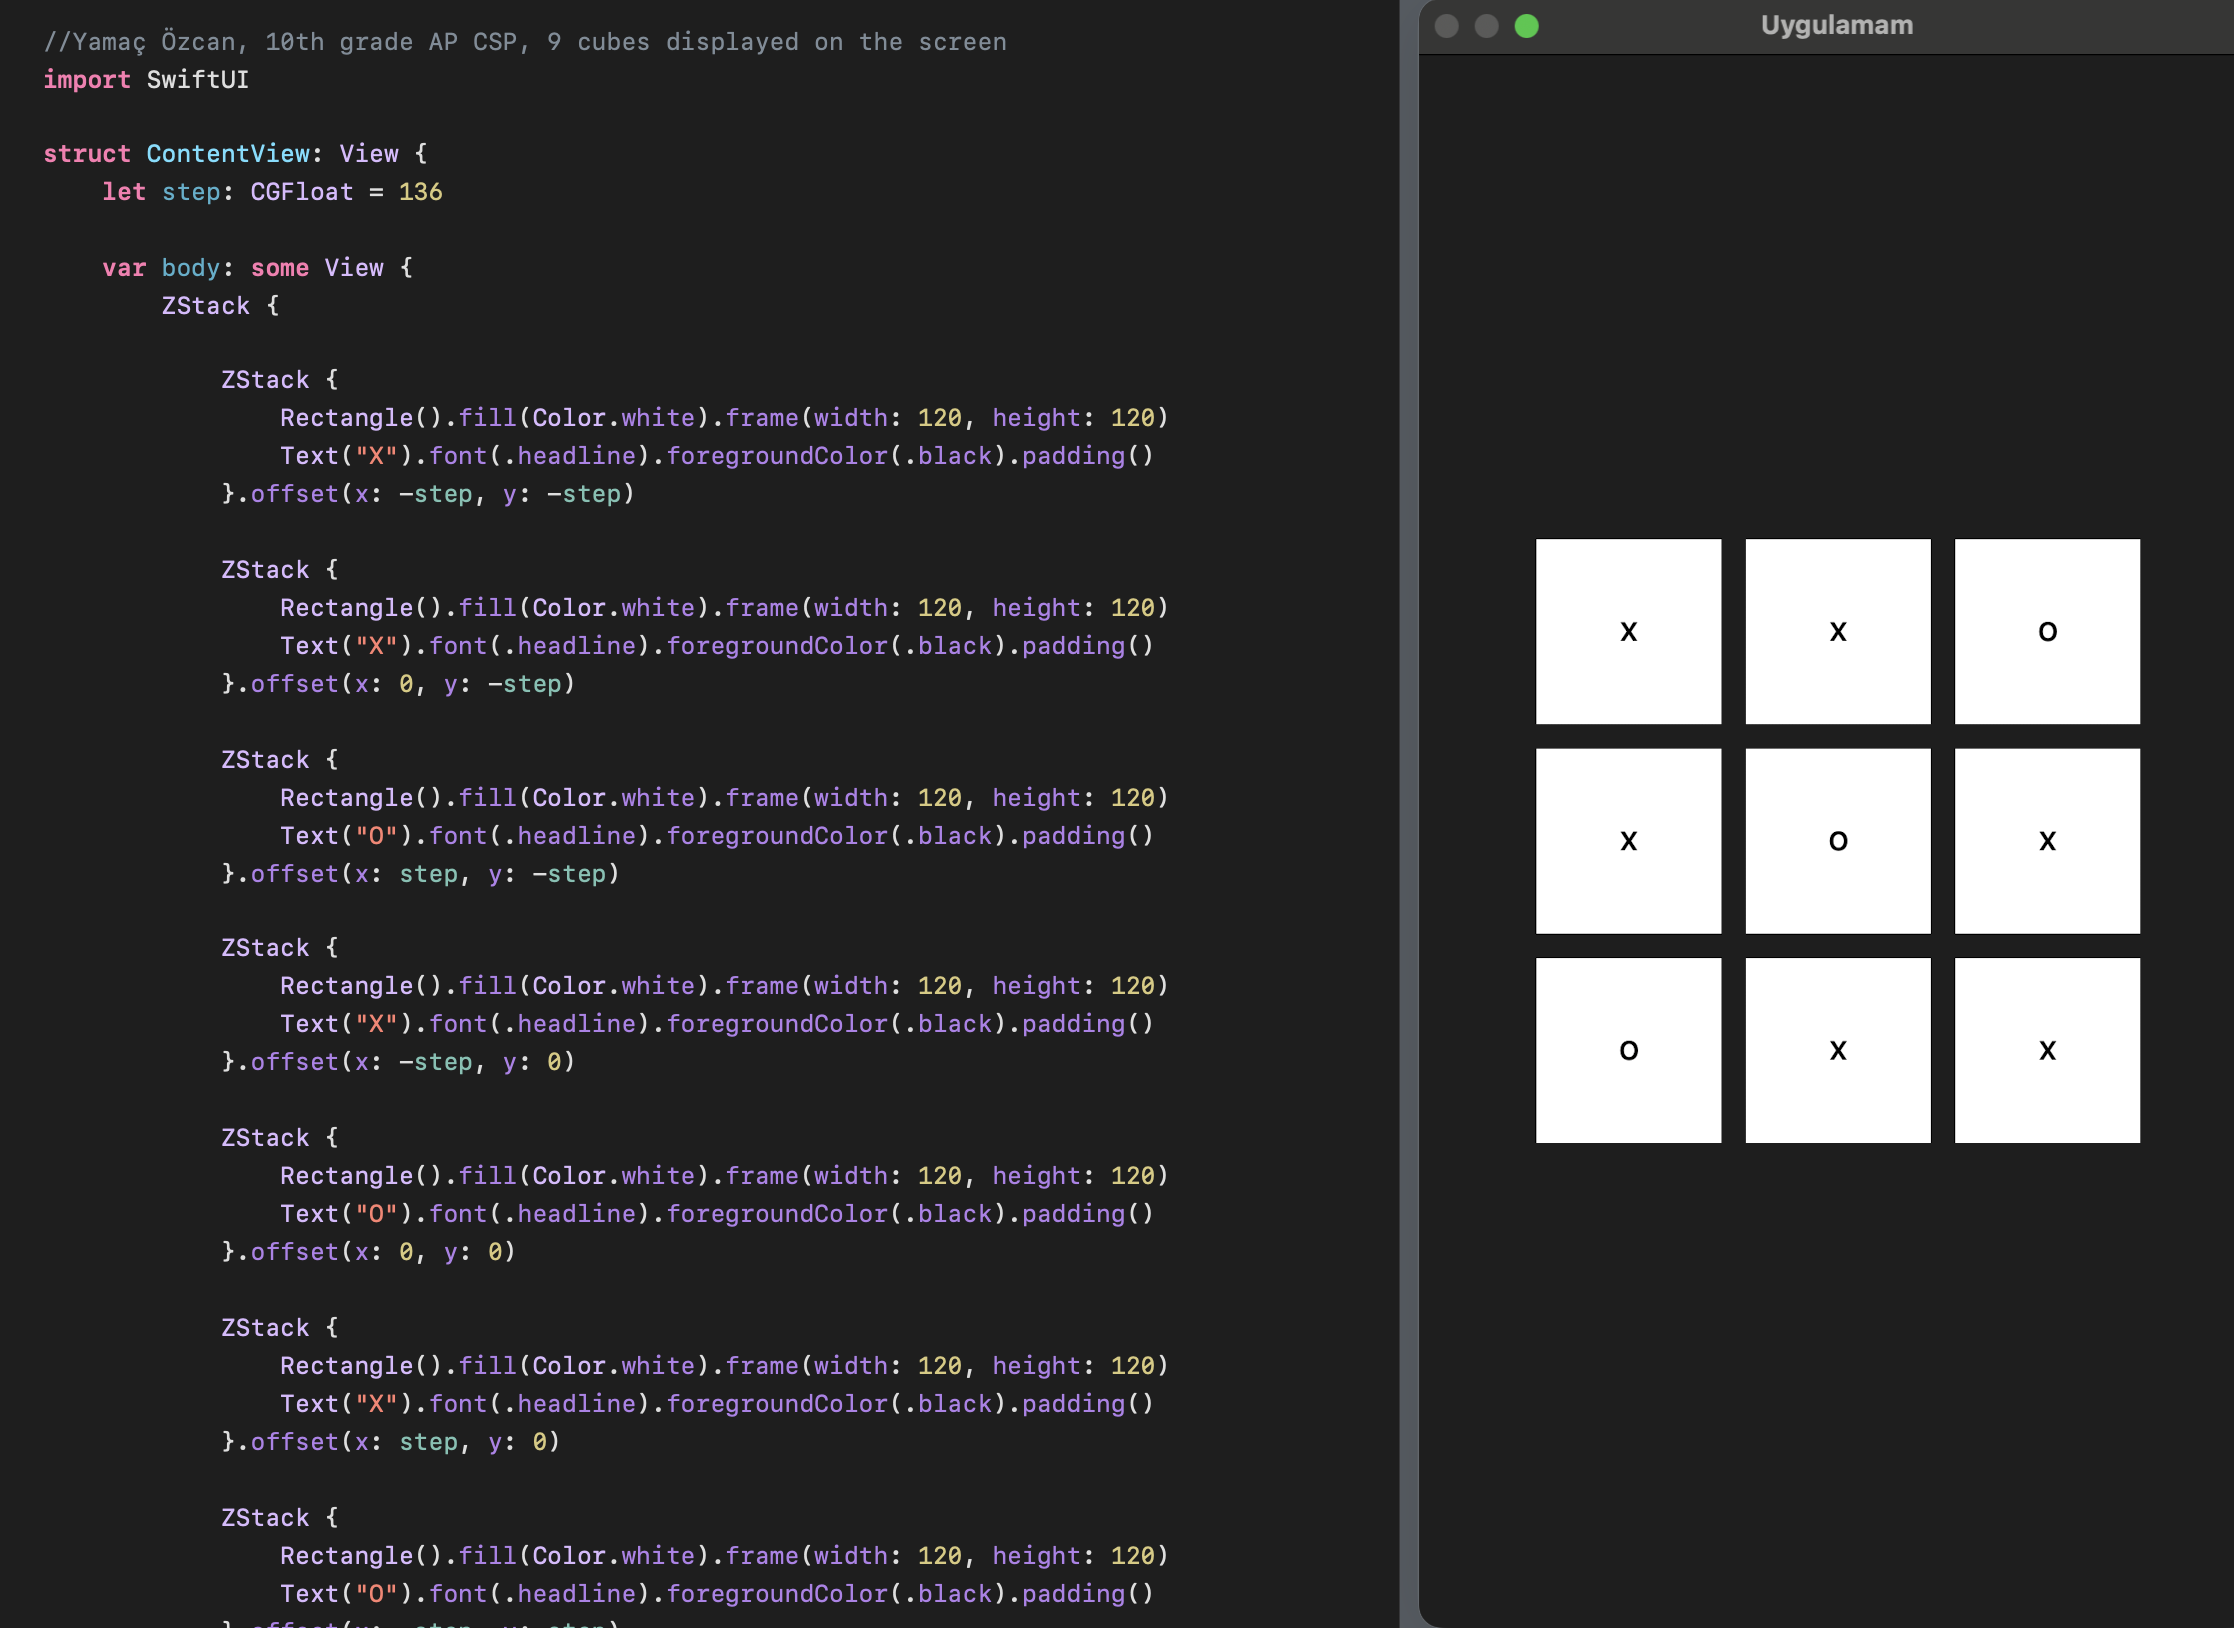 //Yamaç Özcan, 10th grade AP CSP, 9 cubes displayed on the screen
import SwiftUI
struct ContentView: View {
let step: CGFloat = 136
var body: some View {
ZStack {
ZStack {
Rectangle().fill(Color.white).frame(width: 120, height: 120)
Text("X").font(.headline).foregroundColor(.black).padding()
}.offset(x: -step, y: -step)
ZStack {
Rectangle().fill(Color.white).frame(width: 120, height: 120)
Text("X").font(.headline).foregroundColor(.black).padding()
}.offset(x: 0, y: -step)
ZStack {
Rectangle().fill(Color.white).frame(width: 120, height: 120)
Text("O").font(.headline).foregroundColor(.black).padding()
}.offset(x: step, y: -step)
ZStack {
Rectangle().fill(Color.white).frame(width: 120, height: 120)
Text("X").font(.headline).foregroundColor(.black).padding()
}.offset(x: -step, y: 0)
ZStack {
Rectangle().fill(Color.white).frame(width: 120, height: 120)
Text("O").font(.headline).foregroundColor(.black).padding()
}.offset(x: 0, y: 0)
ZStack {
Rectangle().fill(Color.white).frame(width: 120, height: 120)
Text("X").font(.headline).foregroundColor(.black).padding()
}.offset(x: step, y: 0)
ZStack {
Rectangle().fill(Color.white).frame(width: 120, height: 120)
Text("O").font(.headline).foregroundColor(.black).padding()
Uygulamam
X X O
X O X
O X X